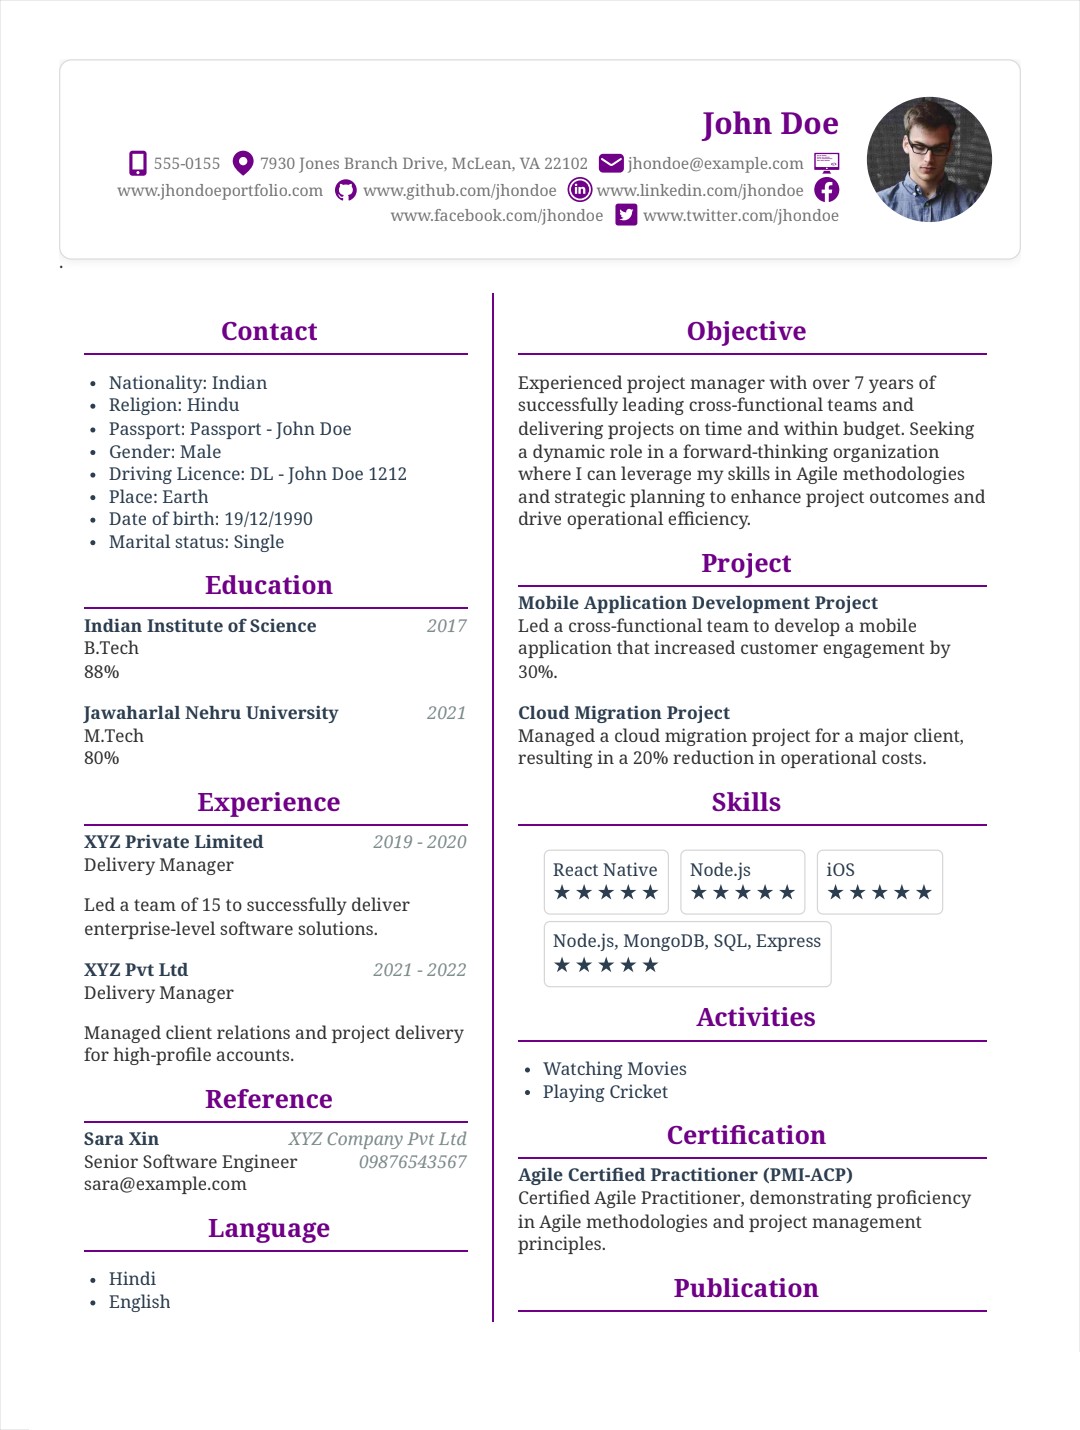 John Doe
555-0155 7930 Jones Branch Drive, McLean, VA 22102 jhondoe@example.com
www.jhondoeportfolio.com www.github.com/jhondoe www.linkedin.com/jhondoe
www.facebook.com/jhondoe www.twitter.com/jhondoe
.
Contact
• Nationality: Indian
• Religion: Hindu
• Passport: Passport - John Doe
• Gender: Male
• Driving Licence: DL - John Doe 1212
• Place: Earth
• Date of birth: 19/12/1990
• Marital status: Single
Education
Indian Institute of Science 2017
B.Tech
88%
Jawaharlal Nehru University 2021
M.Tech
80%
Experience
XYZ Private Limited 2019 - 2020
Delivery Manager
Led a team of 15 to successfully deliver
enterprise-level software solutions.
XYZ Pvt Ltd 2021 - 2022
Delivery Manager
Managed client relations and project delivery
for high-profile accounts.
Reference
Sara Xin XYZ Company Pvt Ltd
Senior Software Engineer 09876543567
sara@example.com
Language
• Hindi
• English
Objective
Experienced project manager with over 7 years of
successfully leading cross-functional teams and
delivering projects on time and within budget. Seeking
a dynamic role in a forward-thinking organization
where I can leverage my skills in Agile methodologies
and strategic planning to enhance project outcomes and
drive operational efficiency.
Project
Mobile Application Development Project
Led a cross-functional team to develop a mobile
application that increased customer engagement by
30%.
Cloud Migration Project
Managed a cloud migration project for a major client,
resulting in a 20% reduction in operational costs.
Skills
React Native Node.js iOS
★★★★★ ★★★★★ ★★★★★
Node.js, MongoDB, SQL, Express
★★★★★
Activities
• Watching Movies
• Playing Cricket
Certification
Agile Certified Practitioner (PMI-ACP)
Certified Agile Practitioner, demonstrating proficiency
in Agile methodologies and project management
principles.
Publication